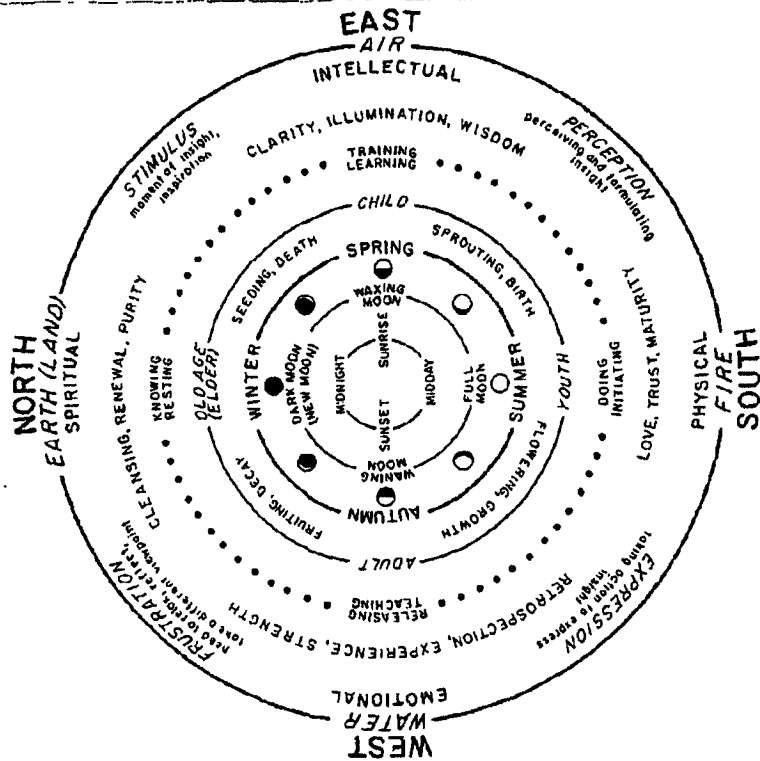 EAST
AIR
INTELLECTUAL
CLARITY, ILLUMINATION, WISDOM
TRAINING
LEARNING
CHILD
SPRING
WAXING
MOON
SUNRISE
STIMULUS
moment of insight,
inspiration
PERCEPTION
perceiving and formulating
insight
SEEDING, DEATH
SPROUTING, BIRTH
NORTH
EARTH (LAND)
SPIRITUAL
CLEANSING, RENEWAL, PURITY
KNOWING
RESTING
OLD AGE
(ELDER)
WINTER
DARK MOON
(NEW MOON)
MIDNIGHT
MIDDAY
FULL
MOON
SUMMER
YOUTH
DOING
INITIATING
LOVE, TRUST, MATURITY
PHYSICAL
FIRE
SOUTH
FRUITING, DECAY
FLOWERING, GROWTH
FRUSTRATION
need to relax, reflect,
take a different viewpoint
EXPRESSION
taking action to express
insight
SUNSET
WANING
MOON
AUTUMN
ADULT
RELEASING
TEACHING
RETROSPECTION, EXPERIENCE, STRENGTH
EMOTIONAL
WATER
WEST